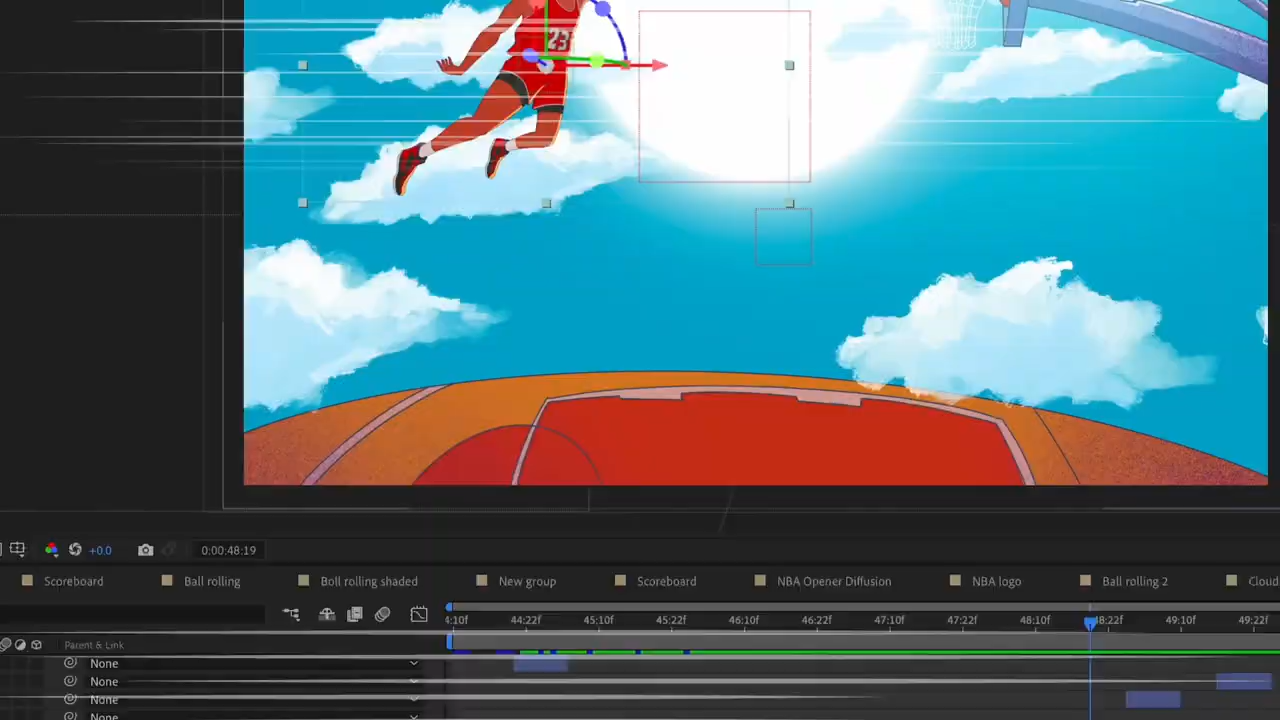 23
+0.0
0:00:48:19
Scoreboard
Ball rolling
Boll rolling shaded
New group
Scoreboard
NBA Opener Diffusion
NBA logo
Ball rolling 2
Cloud
4:10f 44:22f 45:10f 45:22f 46:10f 46:22f 47:10f 47:22f 48:10f 48:22f 49:10f 49:22f
Parent & Link
None
None
None
None